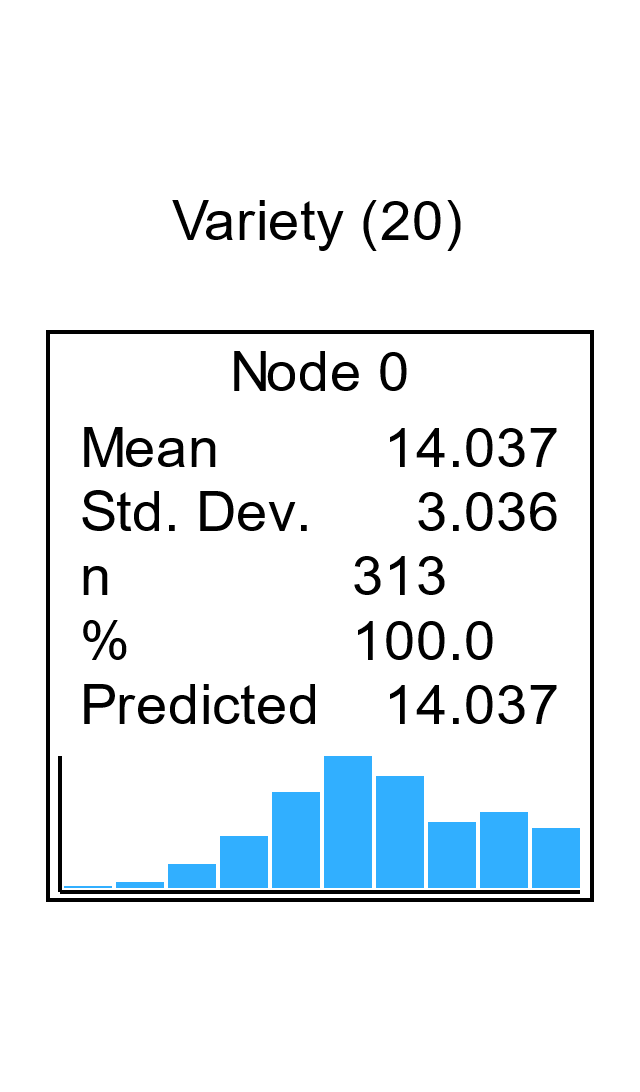 Variety (20)
Node 0
Mean 14.037
Std. Dev. 3.036
n 313
% 100.0
Predicted 14.037